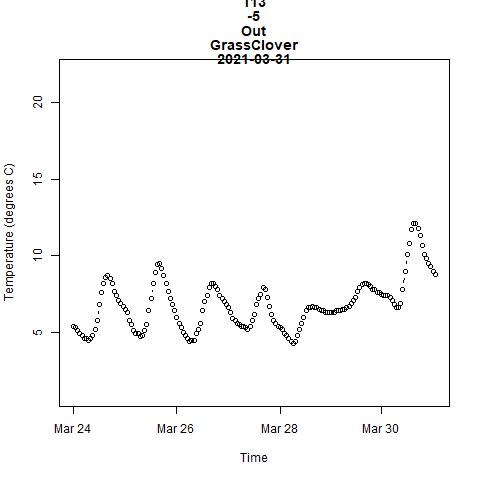 T13
-5
Out
GrassClover
2021-03-31
Temperature (degrees C)
20
15
10
5
Mar 24
Mar 26
Mar 28
Mar 30
Time